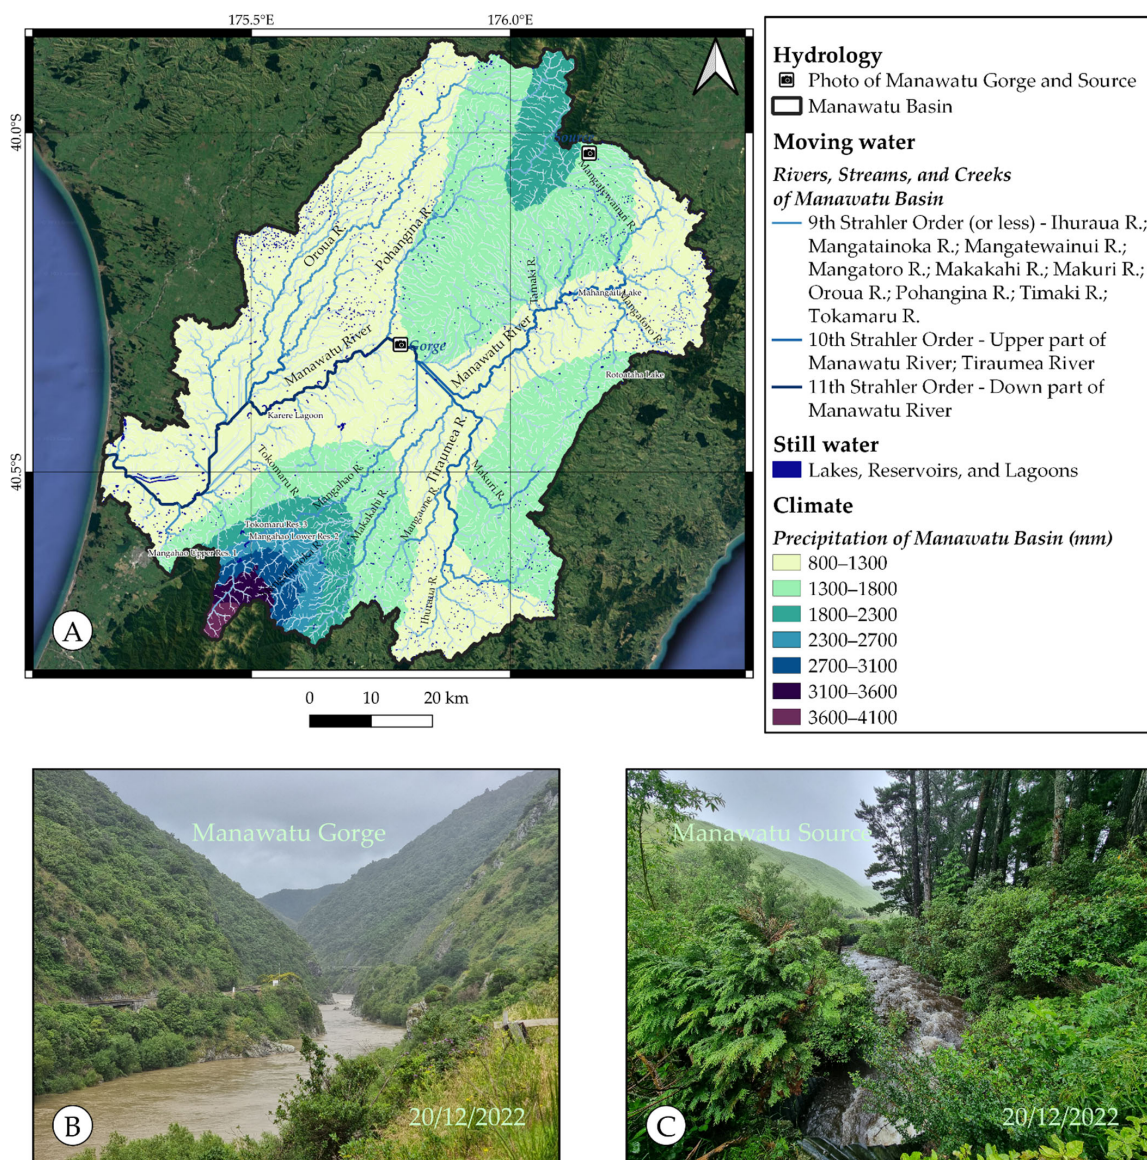 175.5°E
176.0°E
40.0°S
40.5°S
Source
Mangatewainui R.
Oroua R.
Pohangina R.
Tamaki R.
Mahangaiti Lake
Mangatoro R.
Manawatu River
Gorge
Manawatu River
Rotoataha Lake
Karere Lagoon
Tokomaru R.
Mangahao R.
Makakahi R.
Mangaone R.
Tiraumea R.
Makuri R.
Tokomaru Res. 3
Mangahao Lower Res. 2
Mangahao Upper Res. 1
Ihuraua R.
A
0 10 20 km
Hydrology
Photo of Manawatu Gorge and Source
Manawatu Basin
Moving water
Rivers, Streams, and Creeks
of Manawatu Basin
9th Strahler Order (or less) - Ihuraua R.;
Mangatainoka R.; Mangatewainui R.;
Mangatoro R.; Makakahi R.; Makuri R.;
Oroua R.; Pohangina R.; Timaki R.;
Tokamaru R.
10th Strahler Order - Upper part of
Manawatu River; Tiraumea River
11th Strahler Order - Down part of
Manawatu River
Still water
Lakes, Reservoirs, and Lagoons
Climate
Precipitation of Manawatu Basin (mm)
800–1300
1300–1800
1800–2300
2300–2700
2700–3100
3100–3600
3600–4100
Manawatu Gorge
B
20/12/2022
Manawatu Source
C
20/12/2022